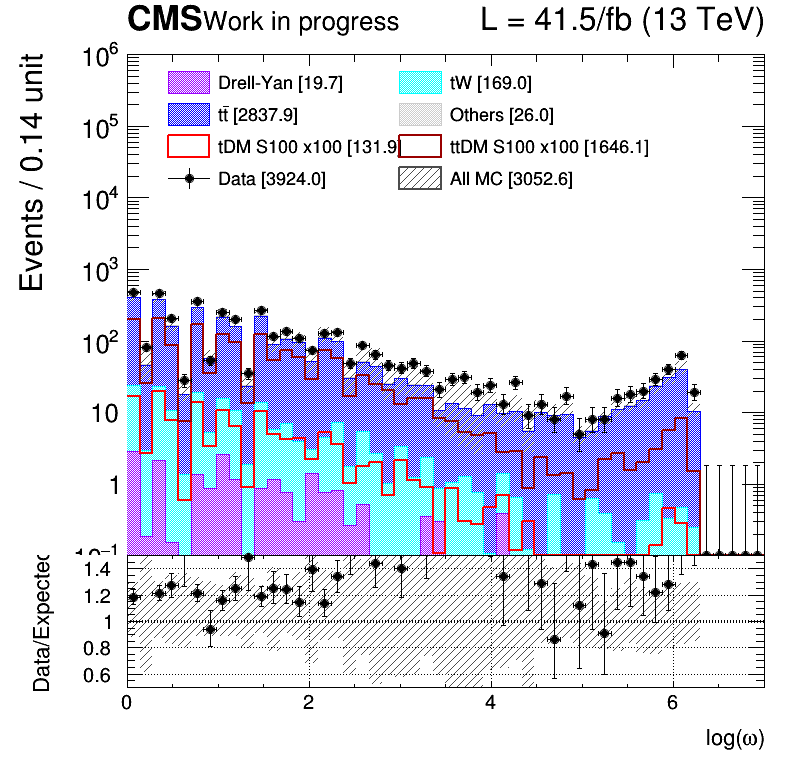 CMS Work in progress L = 41.5/fb (13 TeV)
Events / 0.14 unit
10⁶
10⁵
10⁴
10³
10²
10
1
10⁻¹
Drell-Yan [19.7] tW [169.0]
tt̄ [2837.9] Others [26.0]
tDM S100 x100 [131.9] ttDM S100 x100 [1646.1]
Data [3924.0] All MC [3052.6]
Data/Expected
1.4
1.2
1
0.8
0.6
0 2 4 6
log(ω)